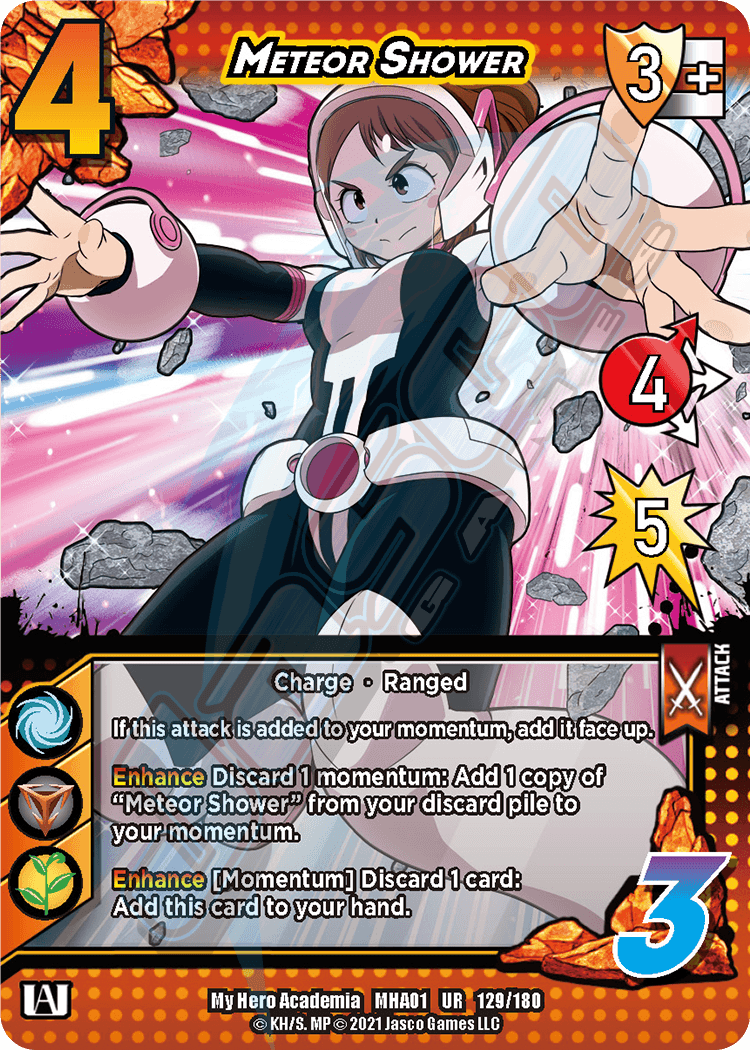 4
METEOR SHOWER
3+
4
5
ATTACK
Charge · Ranged
If this attack is added to your momentum, add it face up.
Enhance Discard 1 momentum: Add 1 copy of
“Meteor Shower” from your discard pile to
your momentum.
Enhance [Momentum] Discard 1 card:
Add this card to your hand.
3
My Hero Academia MHA01 UR 129/180
© KH/S. MP © 2021 Jasco Games LLC